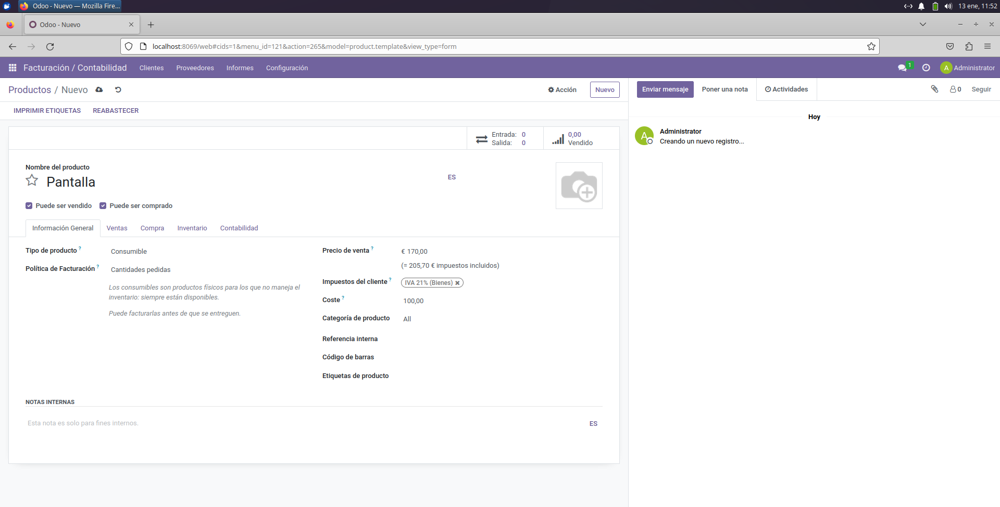 Odoo - Nuevo — Mozilla Fire...
13 ene, 11:52
Odoo - Nuevo
localhost:8069/web#cids=1&menu_id=121&action=265&model=product.template&view_type=form
Facturación / Contabilidad Clientes Proveedores Informes Configuración
1
A Administrator
Productos / Nuevo
Acción
Nuevo
Enviar mensaje Poner una nota Actividades
0 Seguir
IMPRIMIR ETIQUETAS REABASTECER
Hoy
Entrada: 0
Salida: 0
0,00
Vendido
A
Administrator
Creando un nuevo registro...
Nombre del producto
Pantalla
ES
Puede ser vendido Puede ser comprado
Información General Ventas Compra Inventario Contabilidad
Tipo de producto ? Consumible
Política de Facturación ? Cantidades pedidas
Los consumibles son productos físicos para los que no maneja el
inventario: siempre están disponibles.
Puede facturarlas antes de que se entreguen.
Precio de venta ? € 170,00
(= 205,70 € impuestos incluidos)
Impuestos del cliente ? IVA 21% (Bienes)
Coste ? 100,00
Categoría de producto All
Referencia interna
Código de barras
Etiquetas de producto
NOTAS INTERNAS
Esta nota es solo para fines internos.
ES